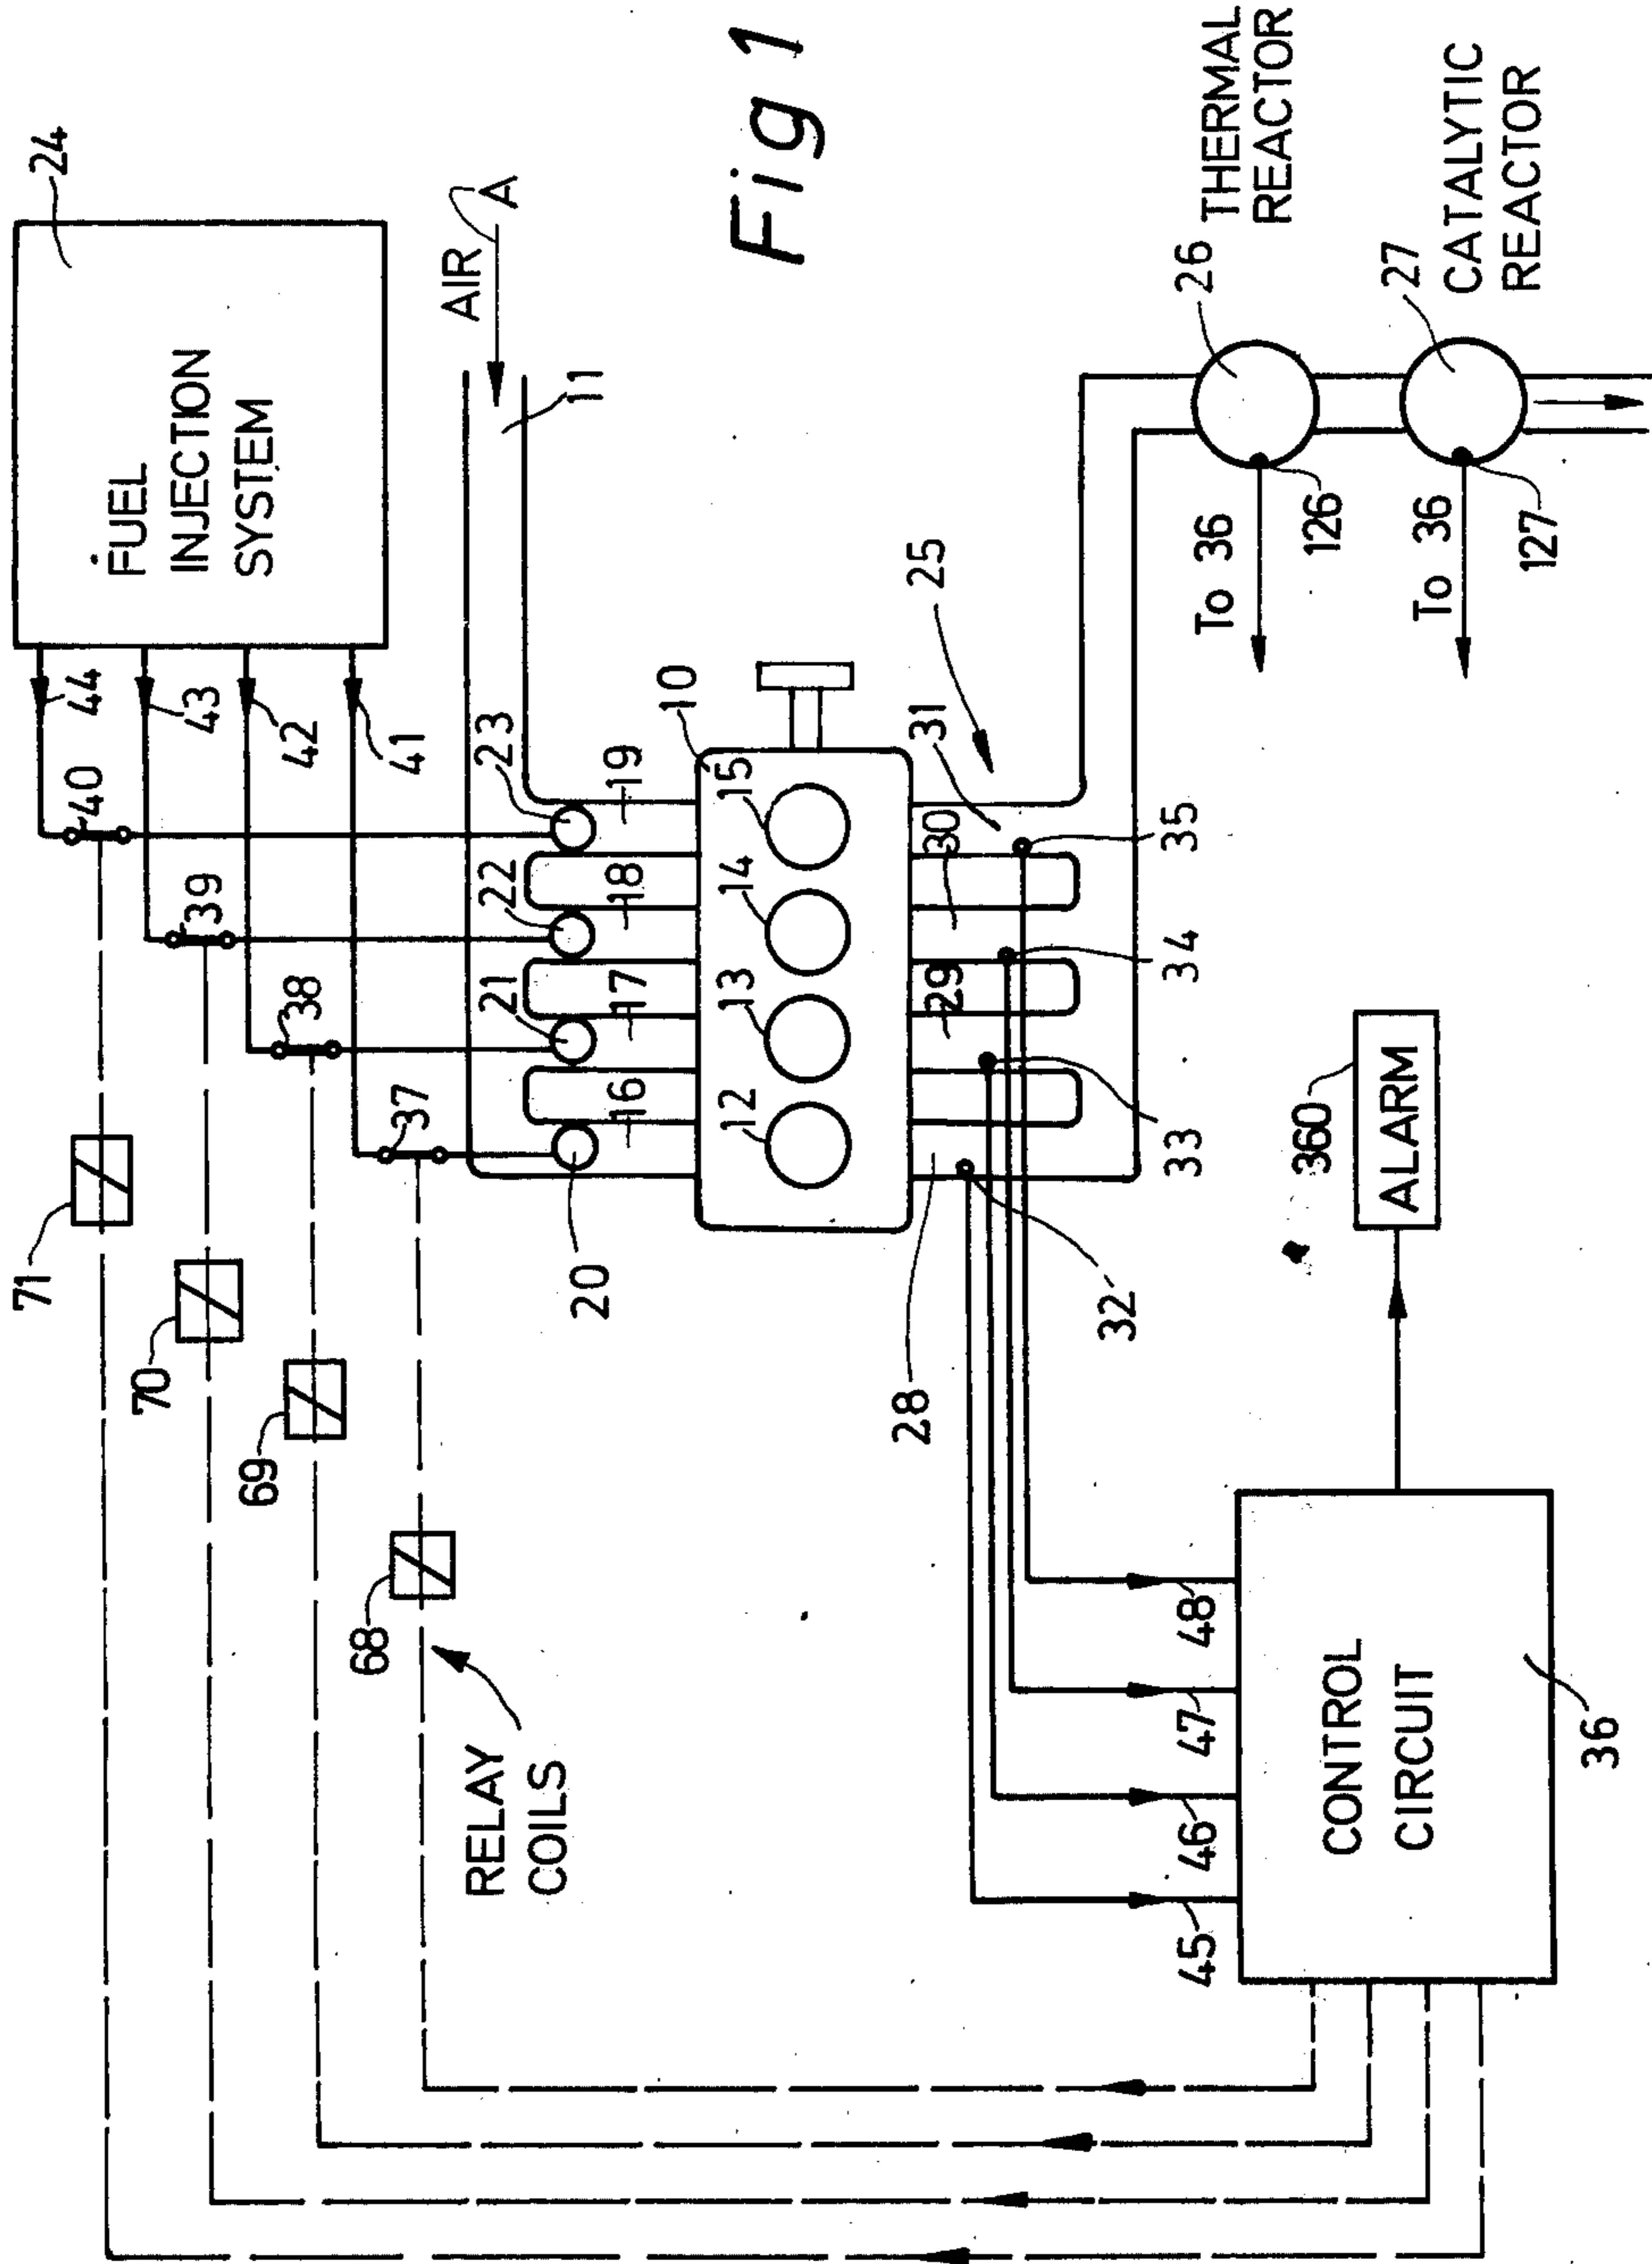 Fig 1
24
FUEL
INJECTION
SYSTEM
AIR
A
11
44
43
42
41
40
39
38
37
71
70
69
68
RELAY
COILS
23
22
21
20
19
18
17
16
10
15
14
13
12
25
31
30
29
28
35
34
33
32
26
THERMAL
REACTOR
27
CATALYTIC
REACTOR
To 36
126
To 36
127
360
ALARM
48
47
46
45
CONTROL
CIRCUIT
36